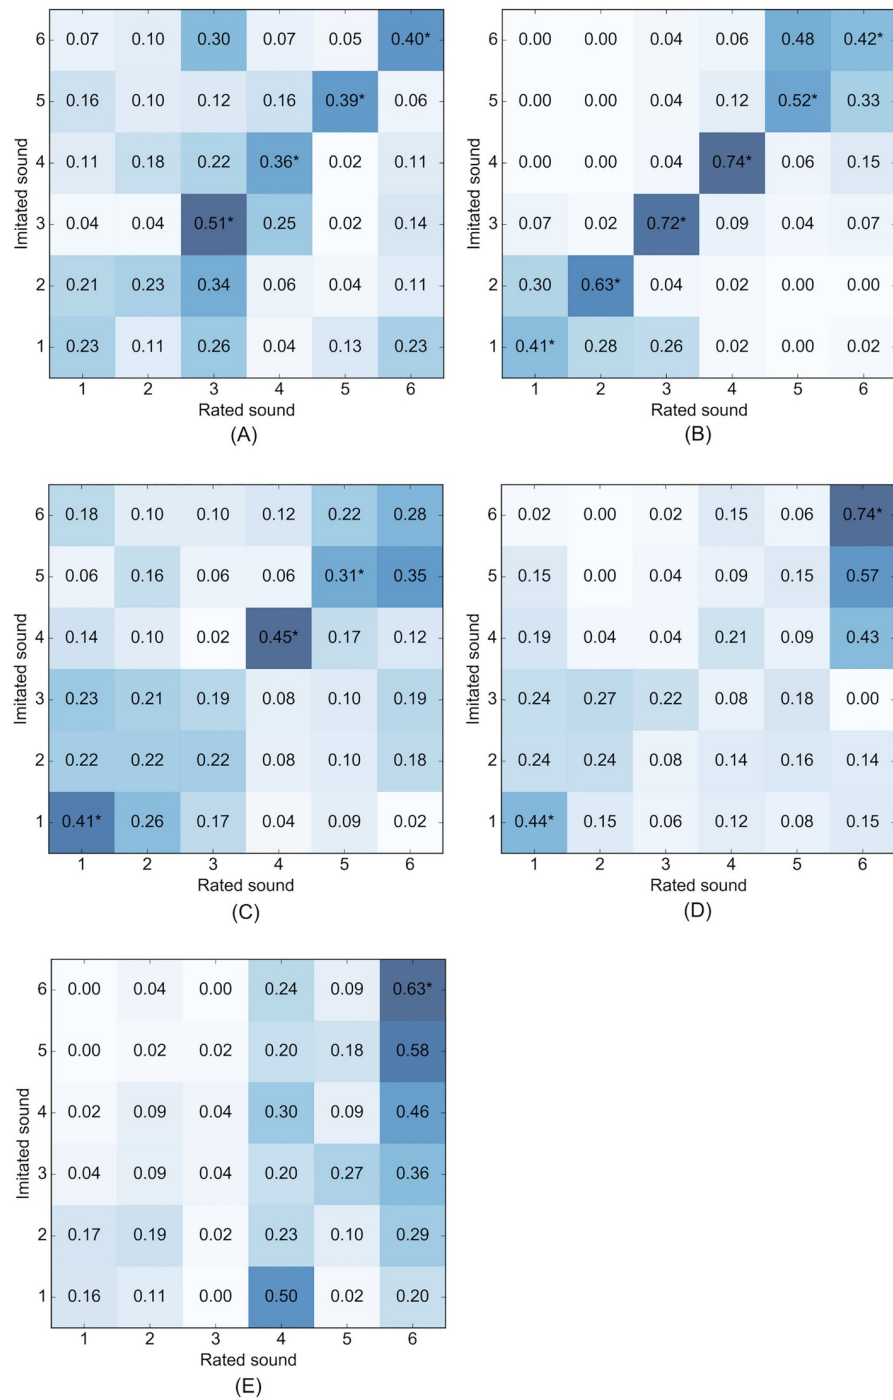 6 0.07 0.10 0.30 0.07 0.05 0.40*
5 0.16 0.10 0.12 0.16 0.39* 0.06
4 0.11 0.18 0.22 0.36* 0.02 0.11
3 0.04 0.04 0.51* 0.25 0.02 0.14
2 0.21 0.23 0.34 0.06 0.04 0.11
1 0.23 0.11 0.26 0.04 0.13 0.23
1 2 3 4 5 6
Imitated sound
Rated sound
(A)
6 0.00 0.00 0.04 0.06 0.48 0.42*
5 0.00 0.00 0.04 0.12 0.52* 0.33
4 0.00 0.00 0.04 0.74* 0.06 0.15
3 0.07 0.02 0.72* 0.09 0.04 0.07
2 0.30 0.63* 0.04 0.02 0.00 0.00
1 0.41* 0.28 0.26 0.02 0.00 0.02
1 2 3 4 5 6
Imitated sound
Rated sound
(B)
6 0.18 0.10 0.10 0.12 0.22 0.28
5 0.06 0.16 0.06 0.06 0.31* 0.35
4 0.14 0.10 0.02 0.45* 0.17 0.12
3 0.23 0.21 0.19 0.08 0.10 0.19
2 0.22 0.22 0.22 0.08 0.10 0.18
1 0.41* 0.26 0.17 0.04 0.09 0.02
1 2 3 4 5 6
Imitated sound
Rated sound
(C)
6 0.02 0.00 0.02 0.15 0.06 0.74*
5 0.15 0.00 0.04 0.09 0.15 0.57
4 0.19 0.04 0.04 0.21 0.09 0.43
3 0.24 0.27 0.22 0.08 0.18 0.00
2 0.24 0.24 0.08 0.14 0.16 0.14
1 0.44* 0.15 0.06 0.12 0.08 0.15
1 2 3 4 5 6
Imitated sound
Rated sound
(D)
6 0.00 0.04 0.00 0.24 0.09 0.63*
5 0.00 0.02 0.02 0.20 0.18 0.58
4 0.02 0.09 0.04 0.30 0.09 0.46
3 0.04 0.09 0.04 0.20 0.27 0.36
2 0.17 0.19 0.02 0.23 0.10 0.29
1 0.16 0.11 0.00 0.50 0.02 0.20
1 2 3 4 5 6
Imitated sound
Rated sound
(E)